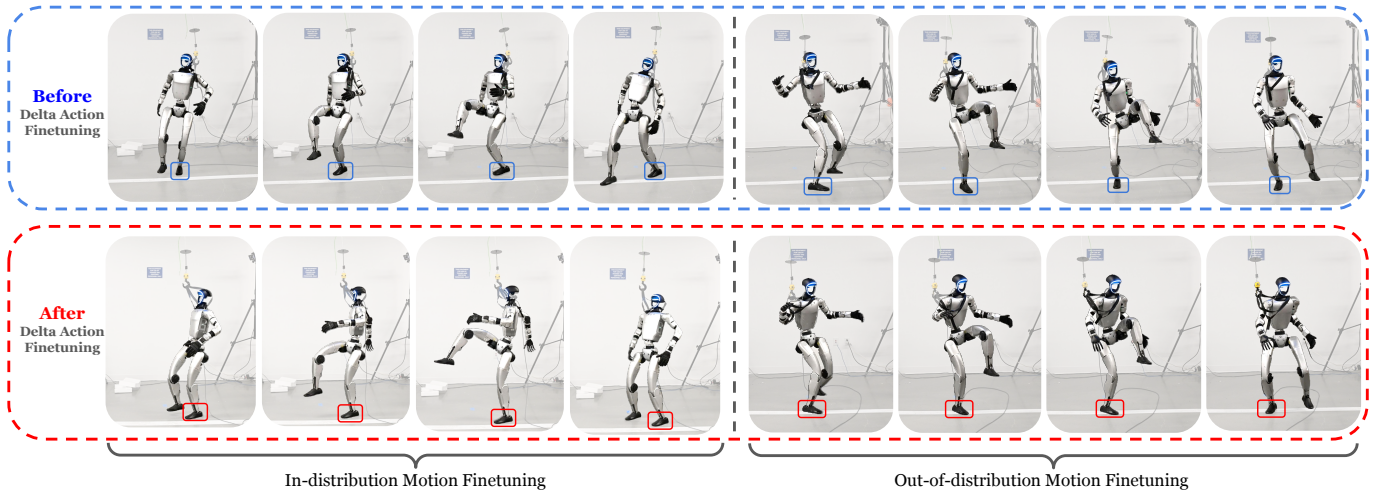 Before
Delta Action
Finetuning
After
Delta Action
Finetuning
In-distribution Motion Finetuning
Out-of-distribution Motion Finetuning